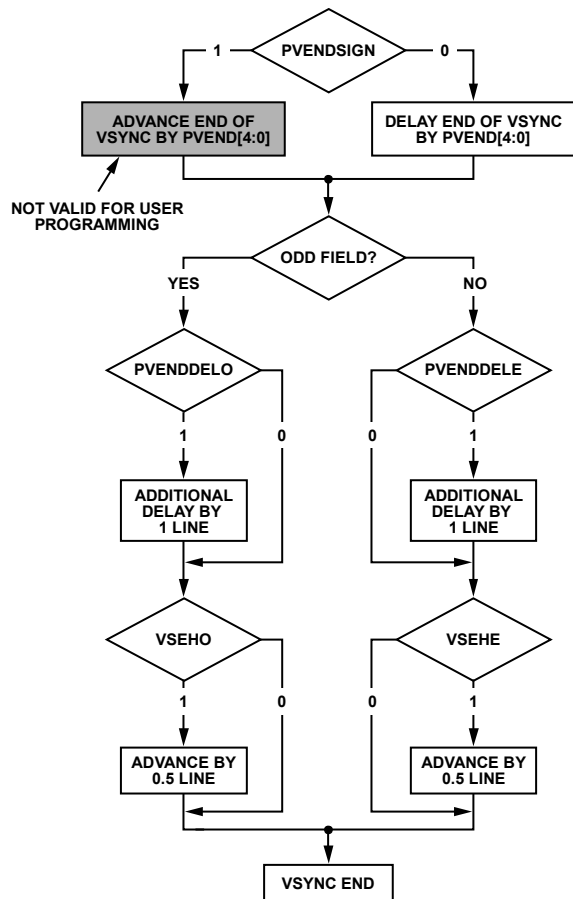 PVENDSIGN
1
0
ADVANCE END OF
VSYNC BY PVEND[4:0]
DELAY END OF VSYNC
BY PVEND[4:0]
NOT VALID FOR USER
PROGRAMMING
ODD FIELD?
YES
NO
PVENDDELO
PVENDDELE
1
0
0
1
ADDITIONAL
DELAY BY
1 LINE
ADDITIONAL
DELAY BY
1 LINE
VSEHO
VSEHE
1
0
0
1
ADVANCE BY
0.5 LINE
ADVANCE BY
0.5 LINE
VSYNC END